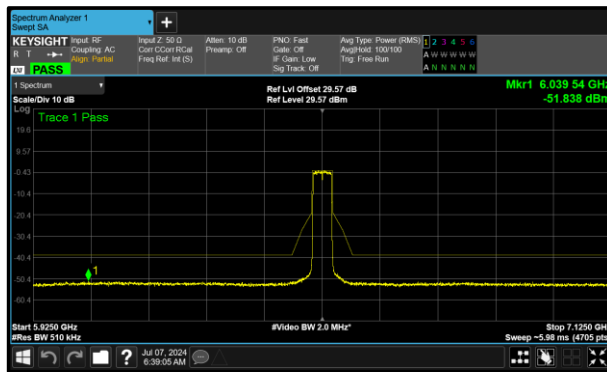 Spectrum Analyzer 1
Swept SA
KEYSIGHT Input: RF Input Z: 50 Ω Atten: 10 dB PNO: Fast Avg Type: Power (RMS) 1 2 3 4 5 6
R T Coupling: AC Corr CCorr RCal Preamp: Off Gate: Off Avg|Hold: 100/100 A W W W W W
Align: Partial Freq Ref: Int (S) IF Gain: Low Trig: Free Run
LXI PASS Sig Track: Off A N N N N N
1 Spectrum Ref Lvl Offset 29.57 dB Mkr1 6.039 54 GHz
Scale/Div 10 dB Ref Level 29.57 dBm -51.838 dBm
Log Trace 1 Pass
19.6
9.57
-0.43
-10.4
-20.4
-30.4
-40.4
1
-50.4
-60.4
Start 5.9250 GHz #Video BW 2.0 MHz* Stop 7.1250 GHz
#Res BW 510 kHz Sweep ~5.98 ms (4705 pts)
? Jul 07, 2024
6:39:05 AM